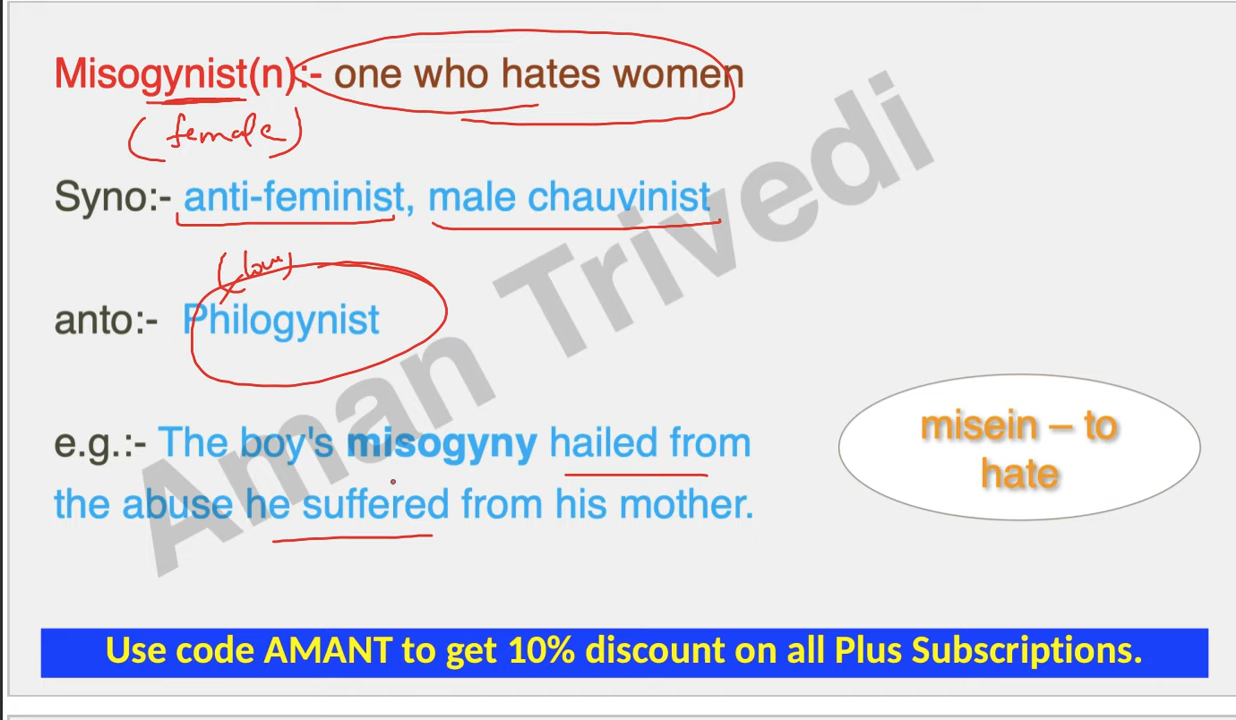 Misogynist(n):- one who hates women
(female)
Syno:- anti-feminist, male chauvinist
(love)
anto:- Philogynist
e.g.:- The boy's misogyny hailed from
the abuse he suffered from his mother.
misein – to
hate
Aman Trivedi
Use code AMANT to get 10% discount on all Plus Subscriptions.